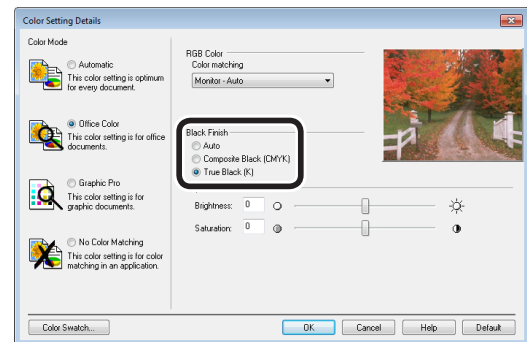 Color Setting Details
Color Mode
Automatic
This color setting is optimum
for every document.
Office Color
This color setting is for office
documents.
Graphic Pro
This color setting is for
graphic documents.
No Color Matching
This color setting is for color
matching in an application.
RGB Color
Color matching
Monitor - Auto
Black Finish
Auto
Composite Black (CMYK)
True Black (K)
Brightness: 0
Saturation: 0
Color Swatch...
OK
Cancel
Help
Default